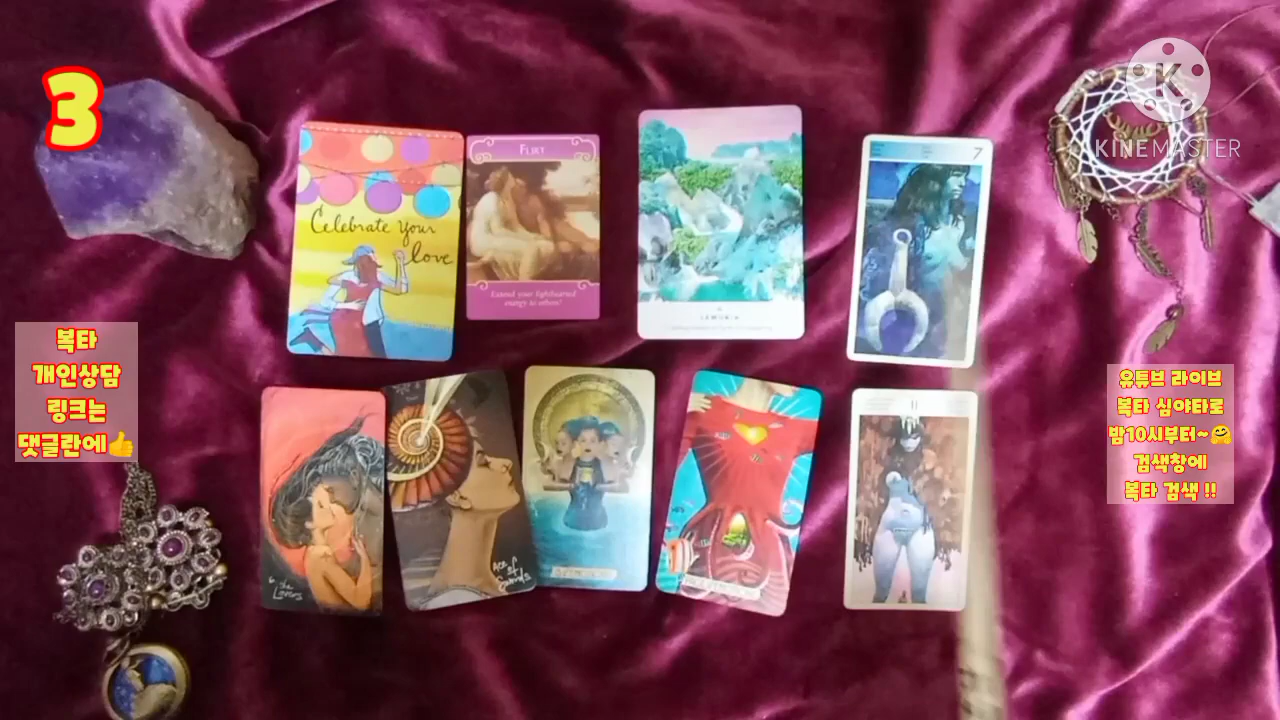 3
KINEMASTER
7
FLIRT
Celebrate Your
love
Extend your lighthearted
energy to others!
LEMURIA
복타
개인상담
링크는
댓글란에👍
유튜브 라이브
복타 심야타로
밤10시부터~🤗
검색창에
복타 검색 !!
II
Ace of
Swords
6 the
Lovers